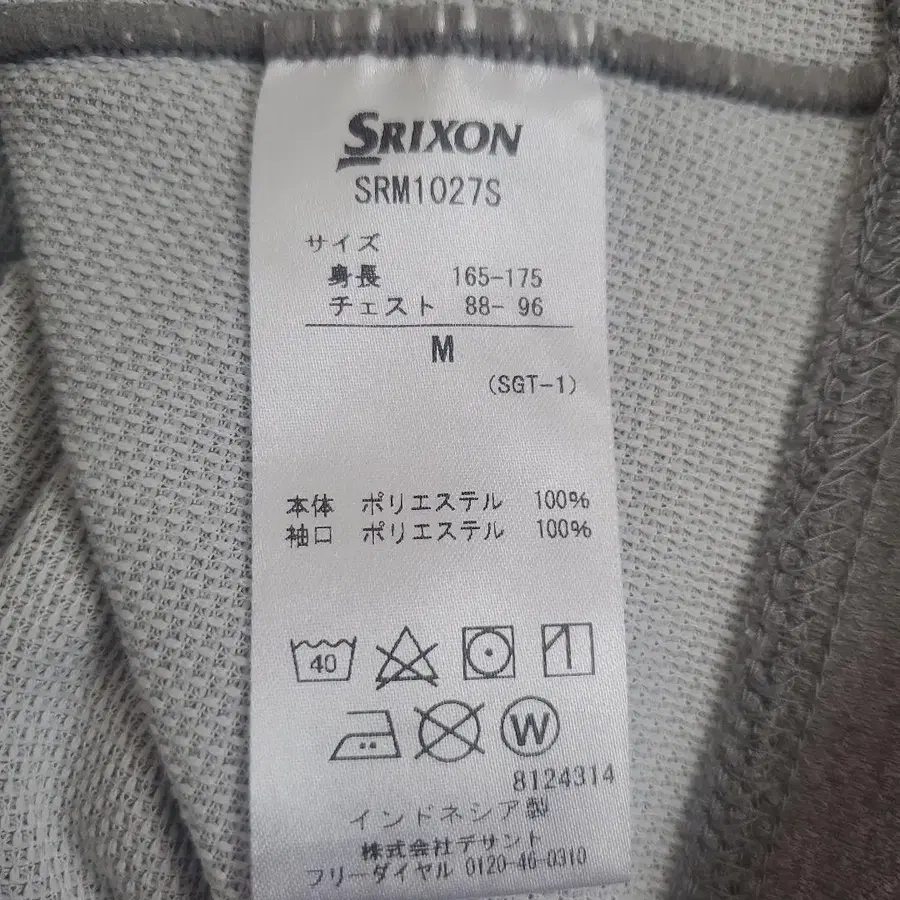 SRIXON
SRM1027S
サイズ
身長 165-175
チェスト 88- 96
M
(SGT-1)
本体 ポリエステル 100%
袖口 ポリエステル 100%
40
W
8124314
インドネシア製
株式会社デサント
フリーダイヤル 0120-46-0310